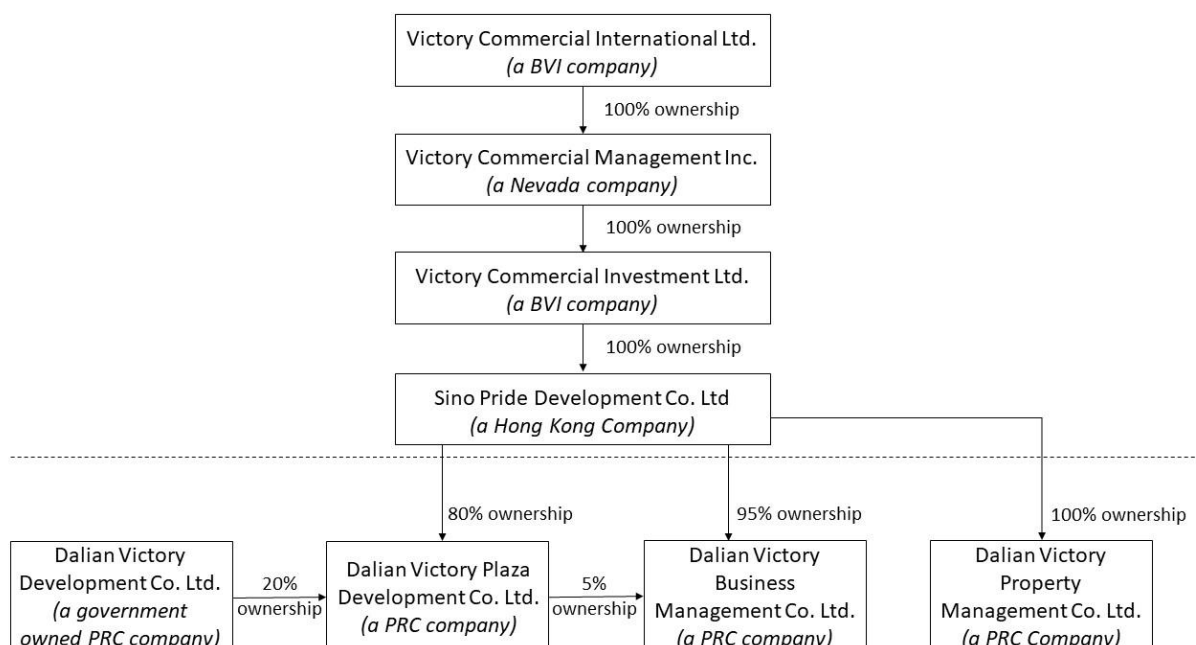 Victory Commercial International Ltd.
(a BVI company)
100% ownership
Victory Commercial Management Inc.
(a Nevada company)
100% ownership
Victory Commercial Investment Ltd.
(a BVI company)
100% ownership
Sino Pride Development Co. Ltd
(a Hong Kong Company)
80% ownership
95% ownership
100% ownership
Dalian Victory
Development Co. Ltd.
(a government
owned PRC company)
20%
ownership
Dalian Victory Plaza
Development Co. Ltd.
(a PRC company)
5%
ownership
Dalian Victory
Business
Management Co. Ltd.
(a PRC company)
Dalian Victory
Property
Management Co. Ltd.
(a PRC Company)